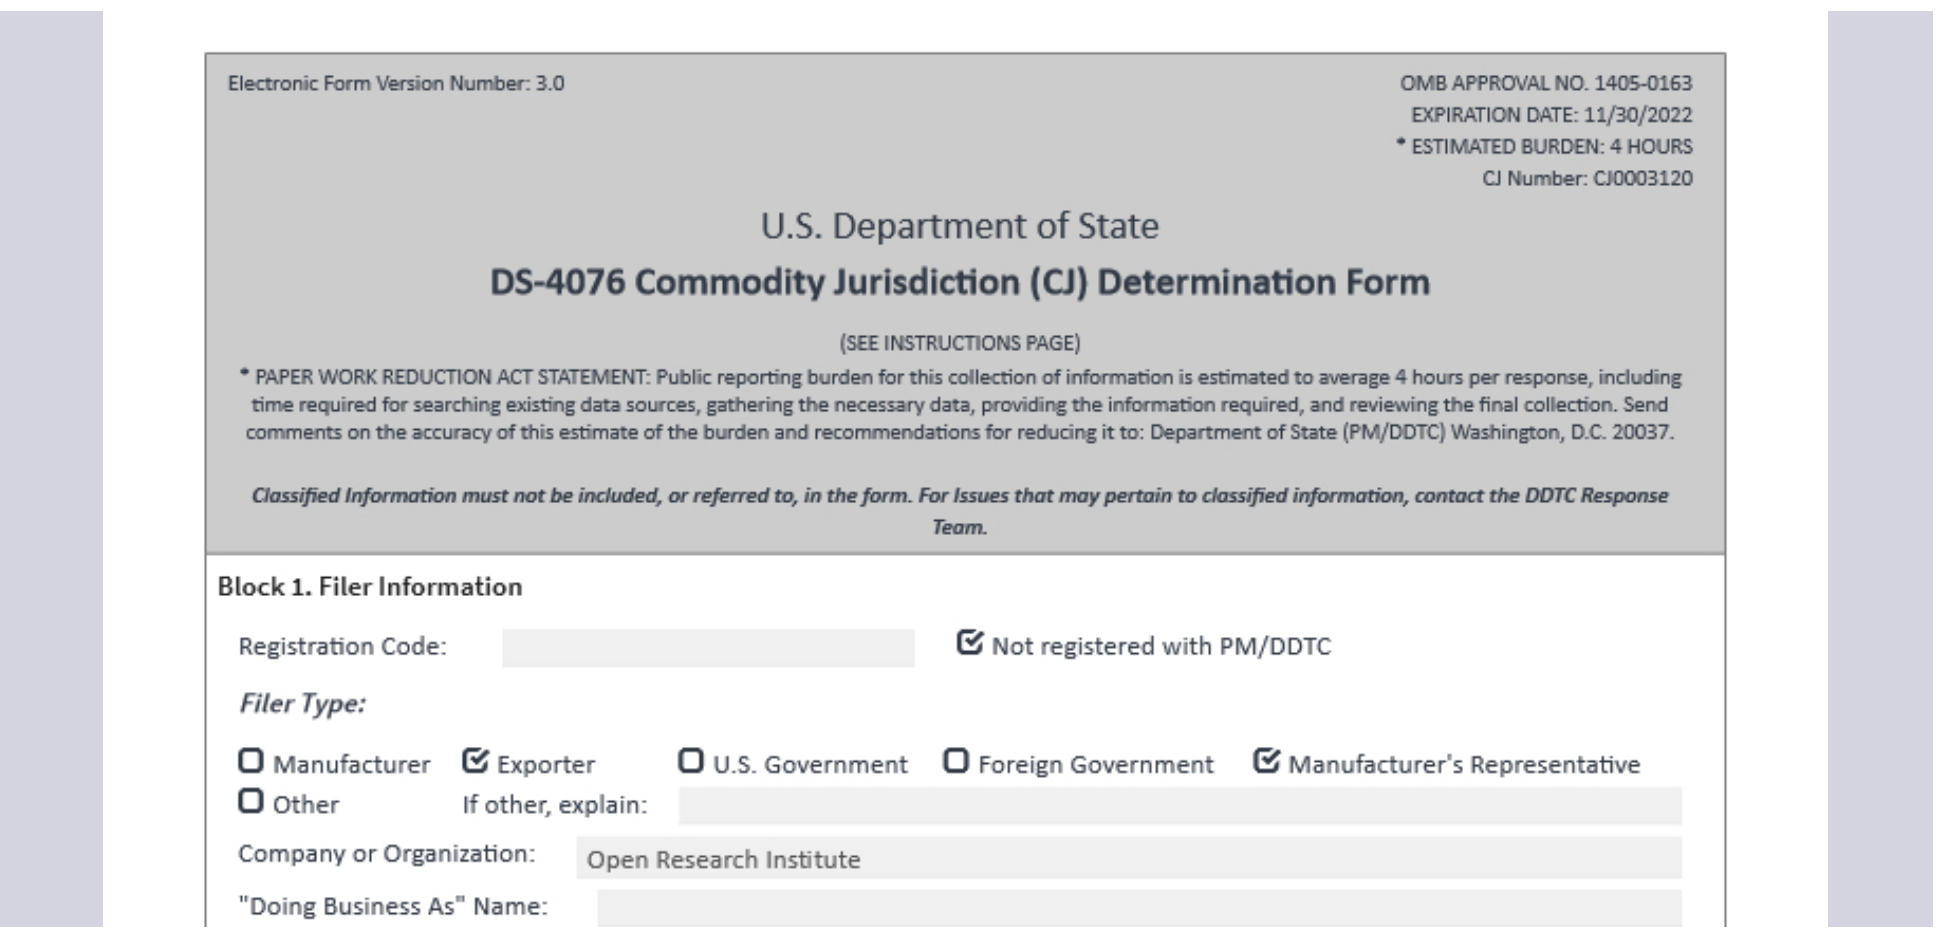 Electronic Form Version Number: 3.0
OMB APPROVAL NO. 1405-0163
EXPIRATION DATE: 11/30/2022
* ESTIMATED BURDEN: 4 HOURS
CJ Number: CJ0003120
U.S. Department of State
DS-4076 Commodity Jurisdiction (CJ) Determination Form
(SEE INSTRUCTIONS PAGE)
* PAPER WORK REDUCTION ACT STATEMENT: Public reporting burden for this collection of information is estimated to average 4 hours per response, including
time required for searching existing data sources, gathering the necessary data, providing the information required, and reviewing the final collection. Send
comments on the accuracy of this estimate of the burden and recommendations for reducing it to: Department of State (PM/DDTC) Washington, D.C. 20037.
Classified Information must not be included, or referred to, in the form. For Issues that may pertain to classified information, contact the DDTC Response
Team.
Block 1. Filer Information
Registration Code: Not registered with PM/DDTC
Filer Type:
Manufacturer Exporter U.S. Government Foreign Government Manufacturer's Representative
Other If other, explain:
Company or Organization: Open Research Institute
"Doing Business As" Name: